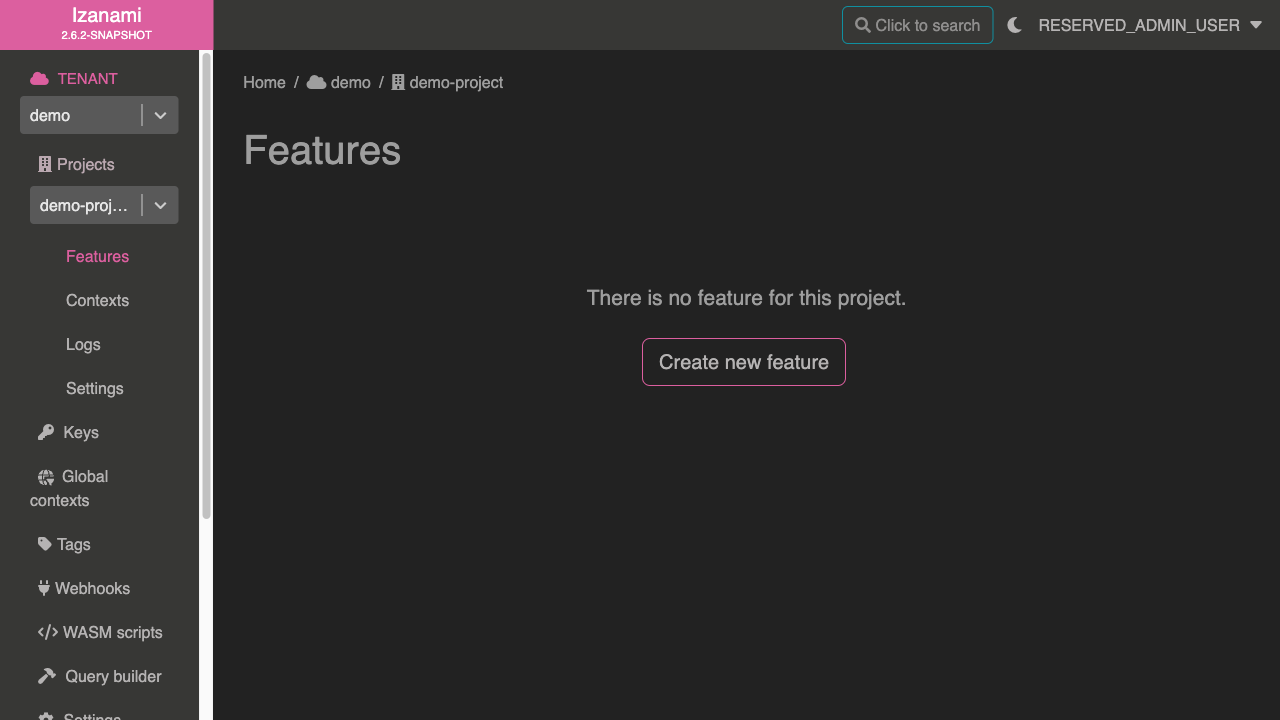 Izanami
2.6.2-SNAPSHOT
Click to search
RESERVED_ADMIN_USER
TENANT
demo
Projects
demo-proj...
Features
Contexts
Logs
Settings
Keys
Global
contexts
Tags
Webhooks
WASM scripts
Query builder
Settings
Home / demo / demo-project
Features
There is no feature for this project.
Create new feature